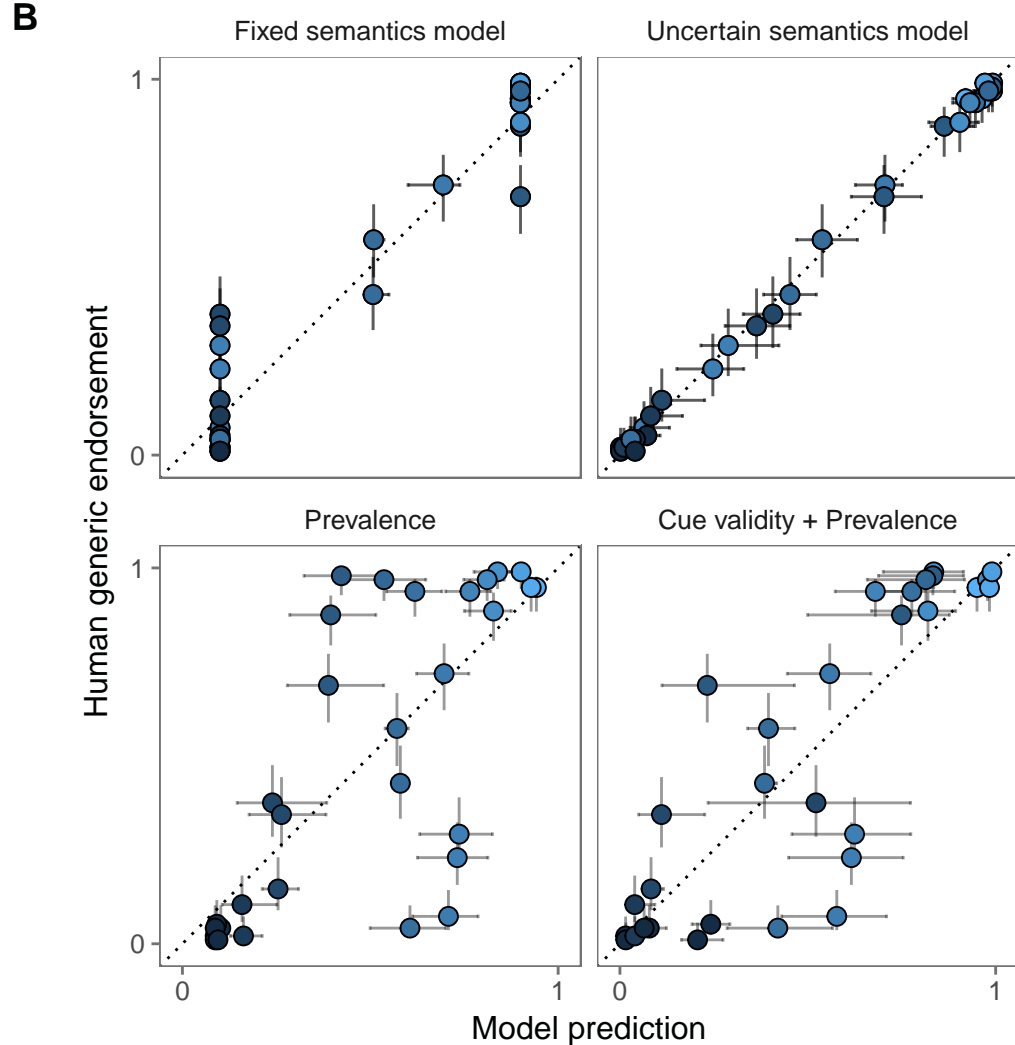 B
Fixed semantics model
Uncertain semantics model
1
0
Prevalence
Cue validity + Prevalence
1
0
0
1
0
1
Human generic endorsement
Model prediction